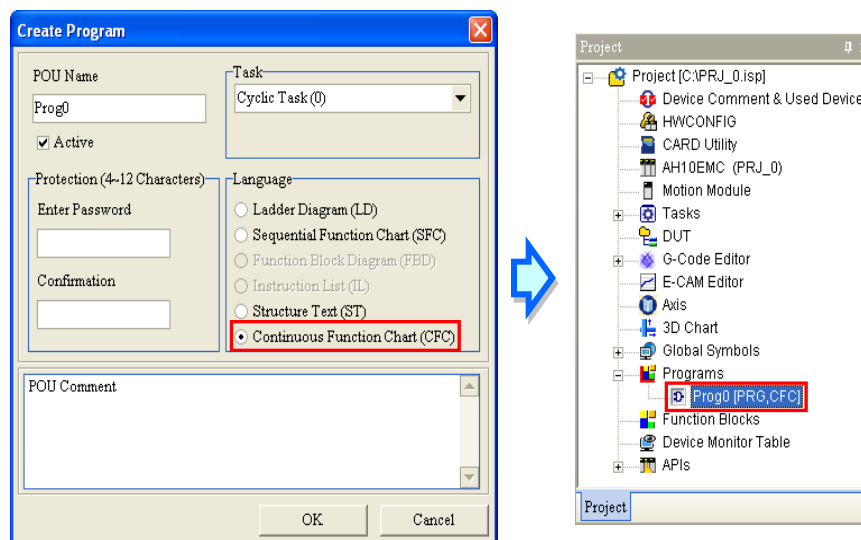 Create Program
POU Name
Prog0
Active
Task
Cyclic Task (0)
Protection (4~12 Characters)
Enter Password
Confirmation
Language
Ladder Diagram (LD)
Sequential Function Chart (SFC)
Function Block Diagram (FBD)
Instruction List (IL)
Structure Text (ST)
Continuous Function Chart (CFC)
POU Comment
OK
Cancel
Project
Project [C:\PRJ_0.isp]
Device Comment & Used Device
HWCONFIG
CARD Utility
AH10EMC (PRJ_0)
Motion Module
Tasks
DUT
G-Code Editor
E-CAM Editor
Axis
3D Chart
Global Symbols
Programs
Prog0 [PRG,CFC]
Function Blocks
Device Monitor Table
APIs
Project